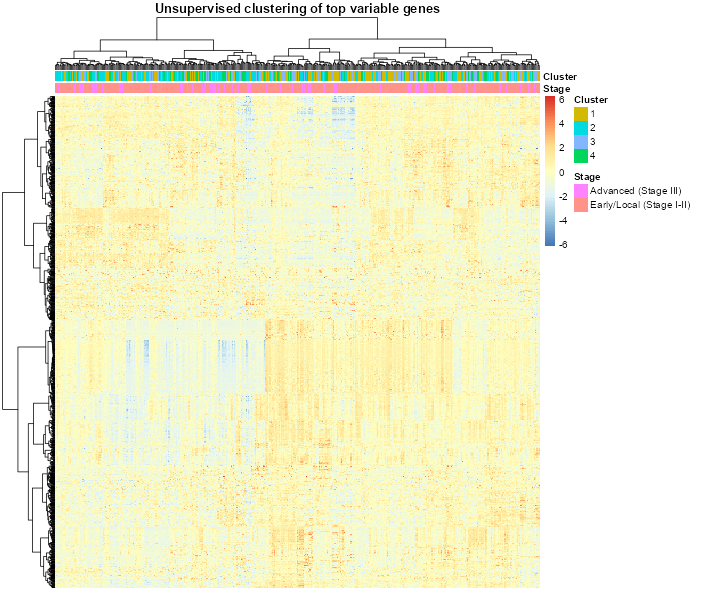 Unsupervised clustering of top variable genes
Cluster
Stage
6
4
2
0
-2
-4
-6
Cluster
1
2
3
4
Stage
Advanced (Stage III)
Early/Local (Stage I-II)